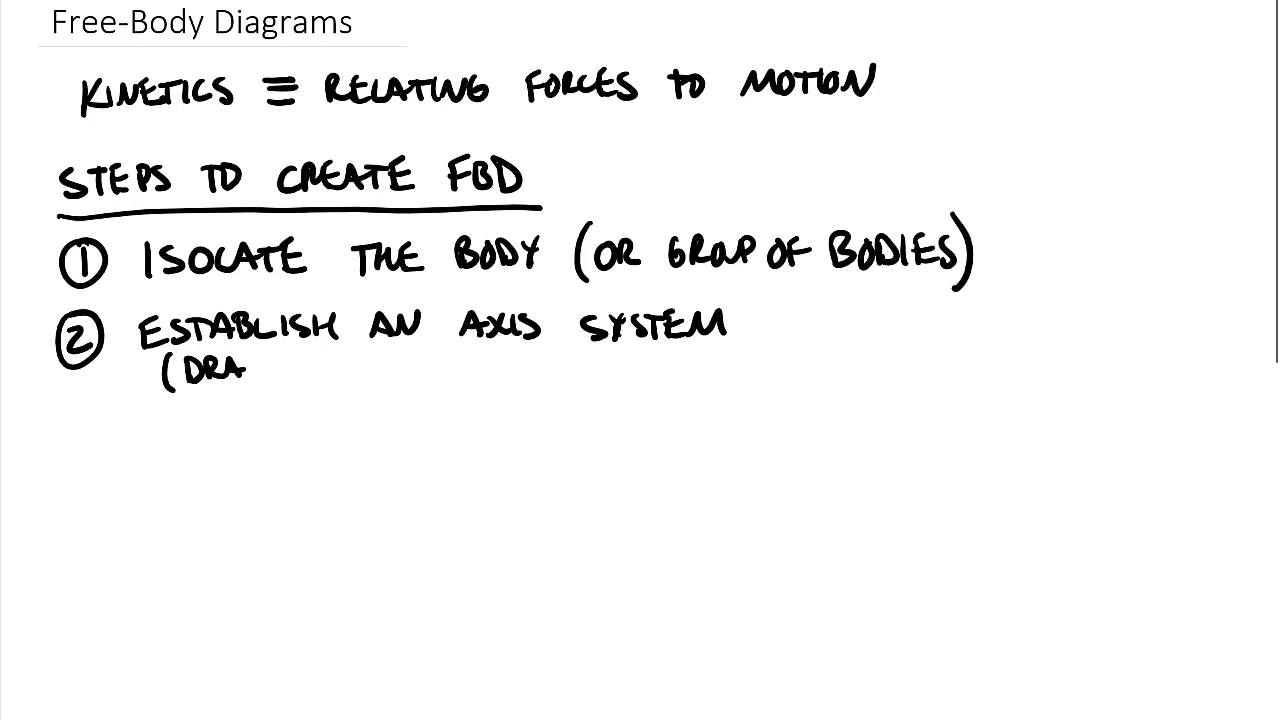 Free-Body Diagrams
KINETICS ≡ RELATING FORCES TO MOTION
STEPS TO CREATE FBD
① ISOLATE THE BODY (OR GROUP OF BODIES)
② ESTABLISH AN AXIS SYSTEM
(DRA